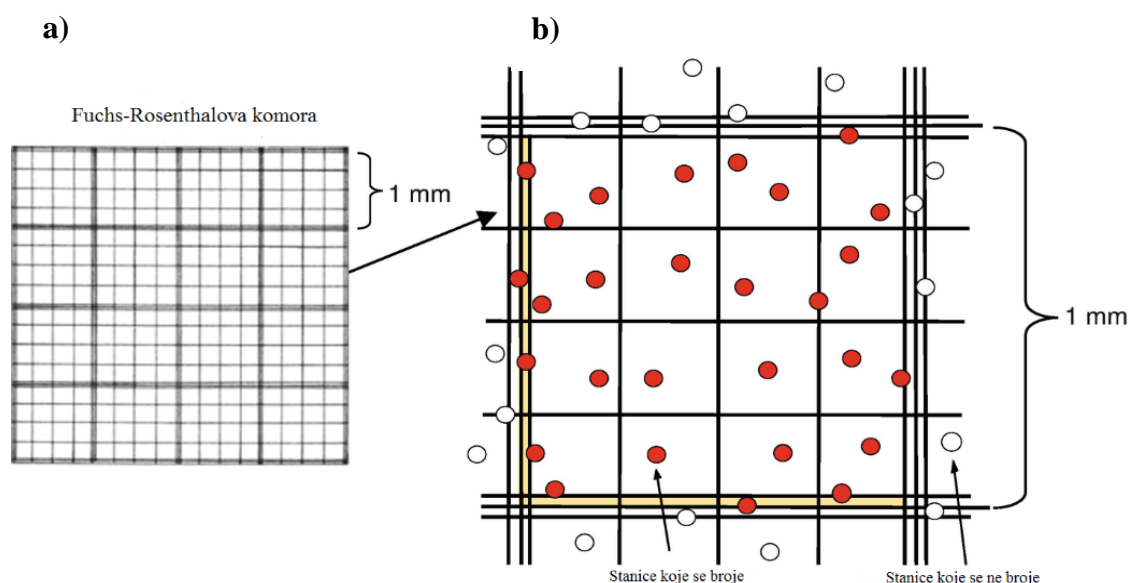 a)
b)
Fuchs-Rosenthalova komora
1 mm
1 mm
Stanice koje se broje
Stanice koje se ne broje